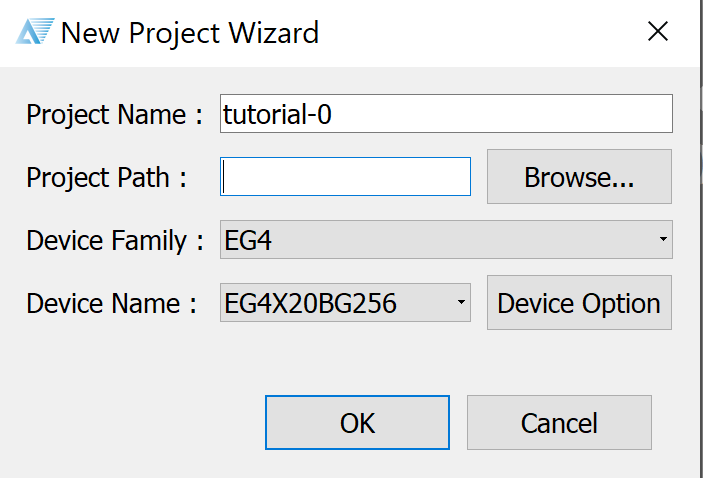 New Project Wizard
Project Name : tutorial-0
Project Path : Browse...
Device Family : EG4
Device Name : EG4X20BG256 Device Option
OK Cancel